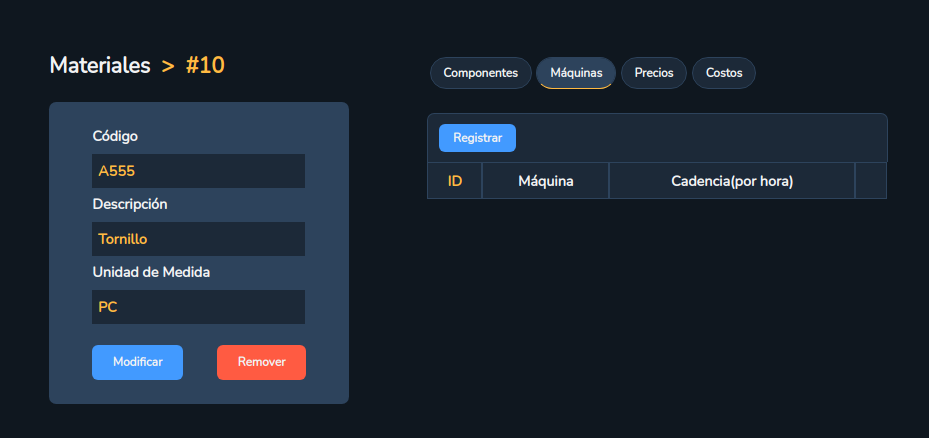 Materiales > #10
Código
A555
Descripción
Tornillo
Unidad de Medida
PC
Modificar Remover
Componentes Máquinas Precios Costos
Registrar
ID Máquina Cadencia(por hora)